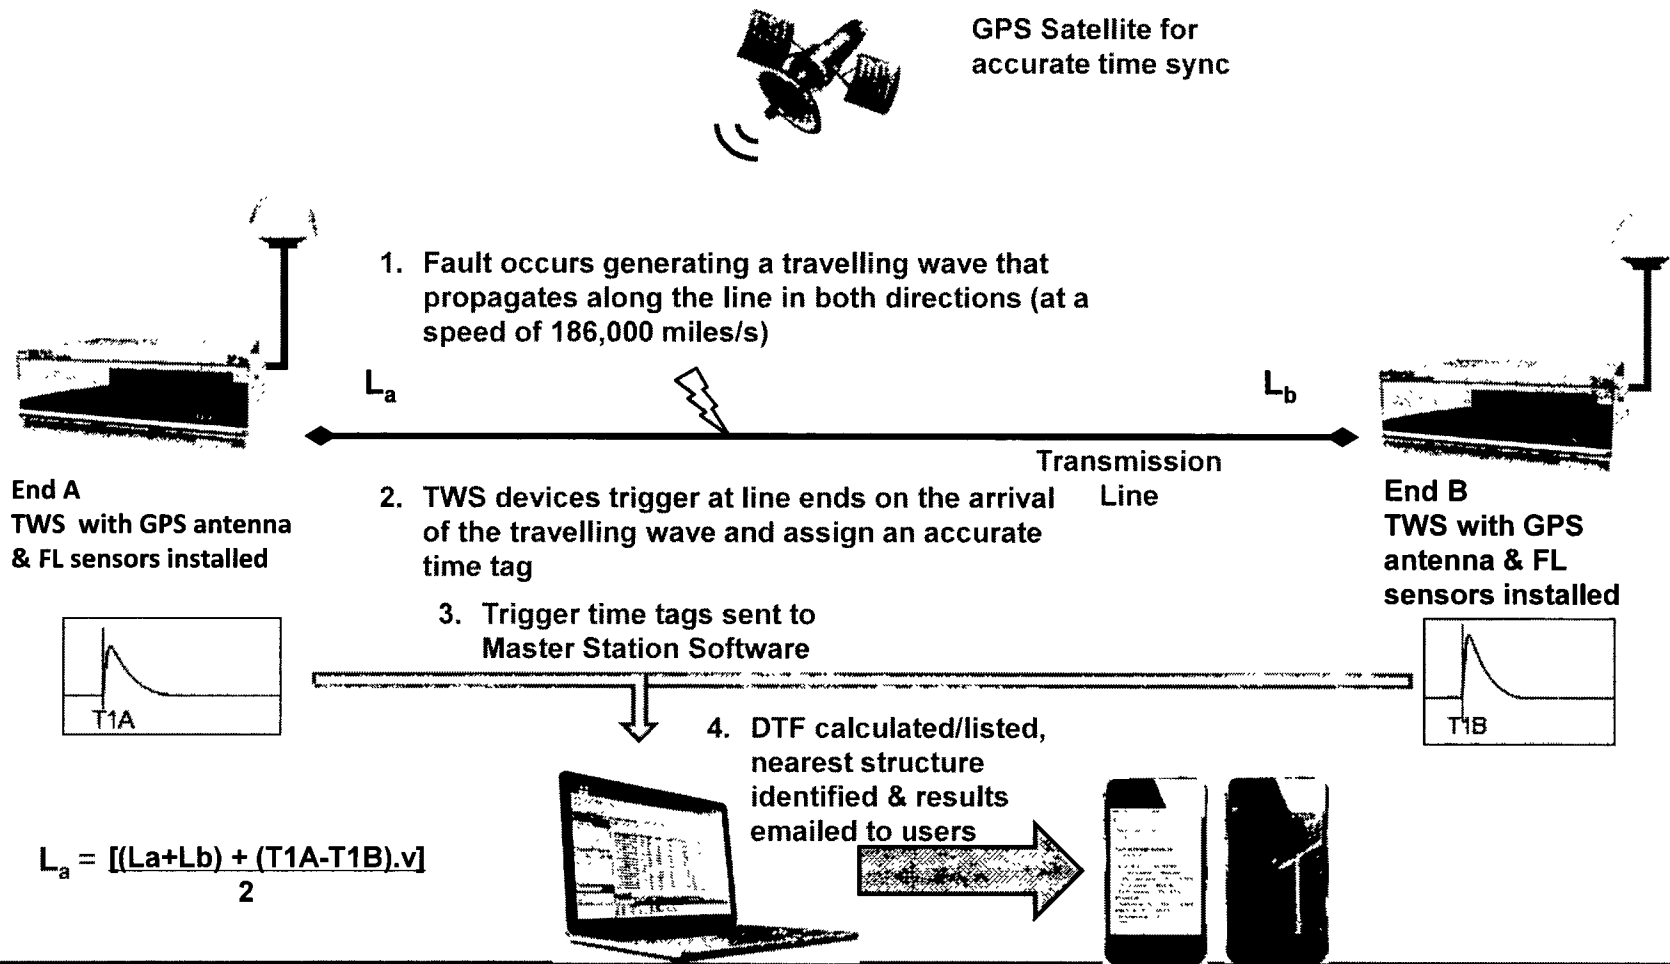 GPS Satellite for
accurate time sync
1. Fault occurs generating a travelling wave that
propagates along the line in both directions (at a
speed of 186,000 miles/s)
La
Lb
Transmission
Line
End A
TWS with GPS antenna
& FL sensors installed
2. TWS devices trigger at line ends on the arrival
of the travelling wave and assign an accurate
time tag
End B
TWS with GPS
antenna & FL
sensors installed
3. Trigger time tags sent to
Master Station Software
T1A
T1B
4. DTF calculated/listed,
nearest structure
identified & results
emailed to users
La = [(La+Lb) + (T1A-T1B).v]
2